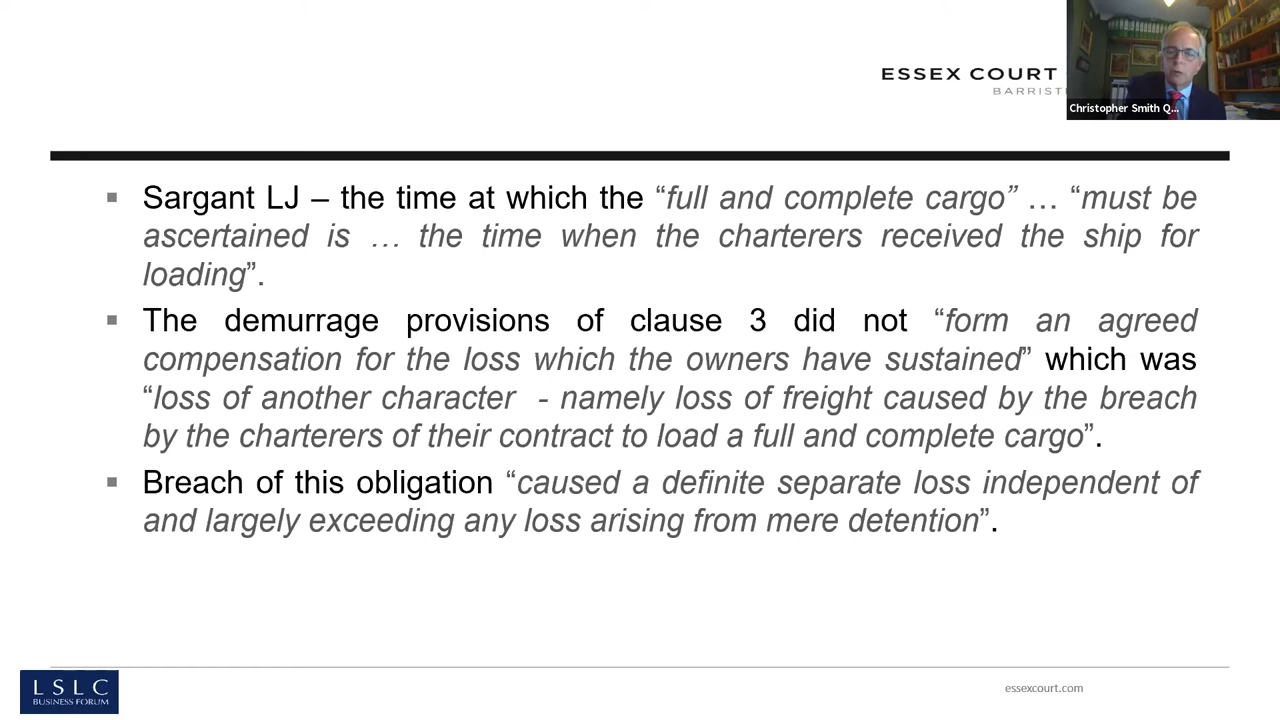 ESSEX COURT
BARRIST
Christopher Smith Q...
▪ Sargant LJ – the time at which the “full and complete cargo” … “must be
ascertained is … the time when the charterers received the ship for
loading”.
▪ The demurrage provisions of clause 3 did not “form an agreed
compensation for the loss which the owners have sustained” which was
“loss of another character - namely loss of freight caused by the breach
by the charterers of their contract to load a full and complete cargo”.
▪ Breach of this obligation “caused a definite separate loss independent of
and largely exceeding any loss arising from mere detention”.
LSLC
BUSINESS FORUM
essexcourt.com